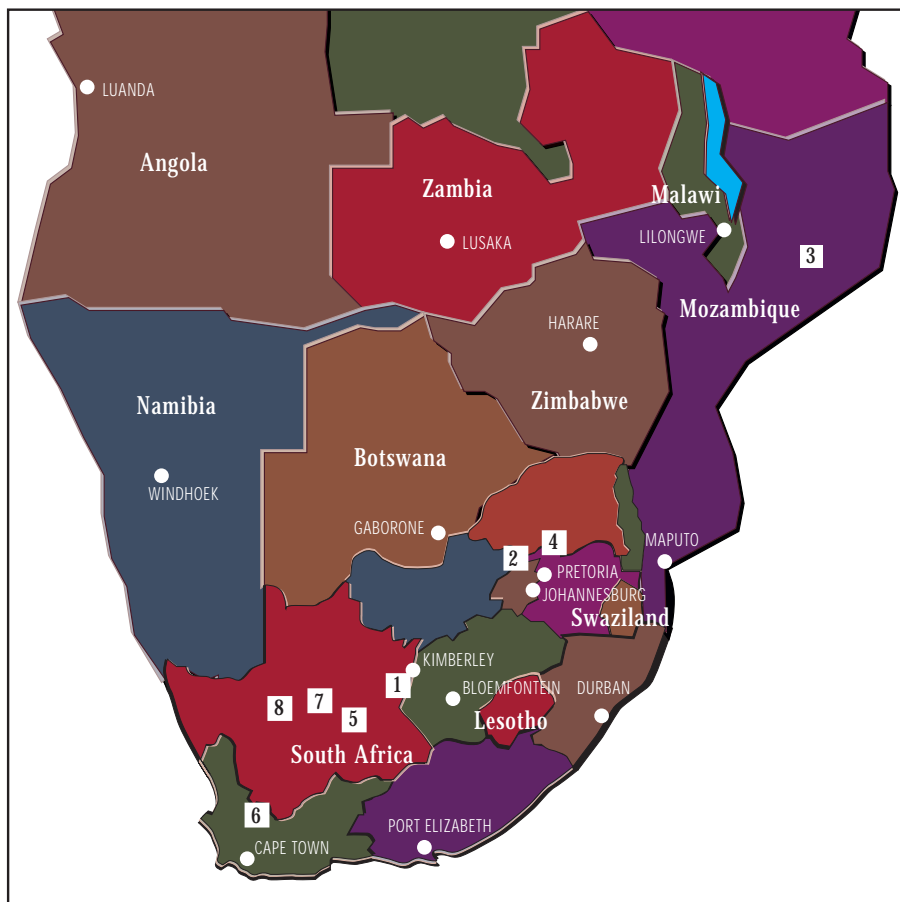 LUANDA
Angola
Zambia
Malawi
LUSAKA
LILONGWE
3
Mozambique
HARARE
Namibia
Zimbabwe
Botswana
WINDHOEK
GABORONE
4
2
MAPUTO
PRETORIA
JOHANNESBURG
Swaziland
KIMBERLEY
1
BLOEMFONTEIN
DURBAN
8
7
5
Lesotho
South Africa
6
PORT ELIZABETH
CAPE TOWN